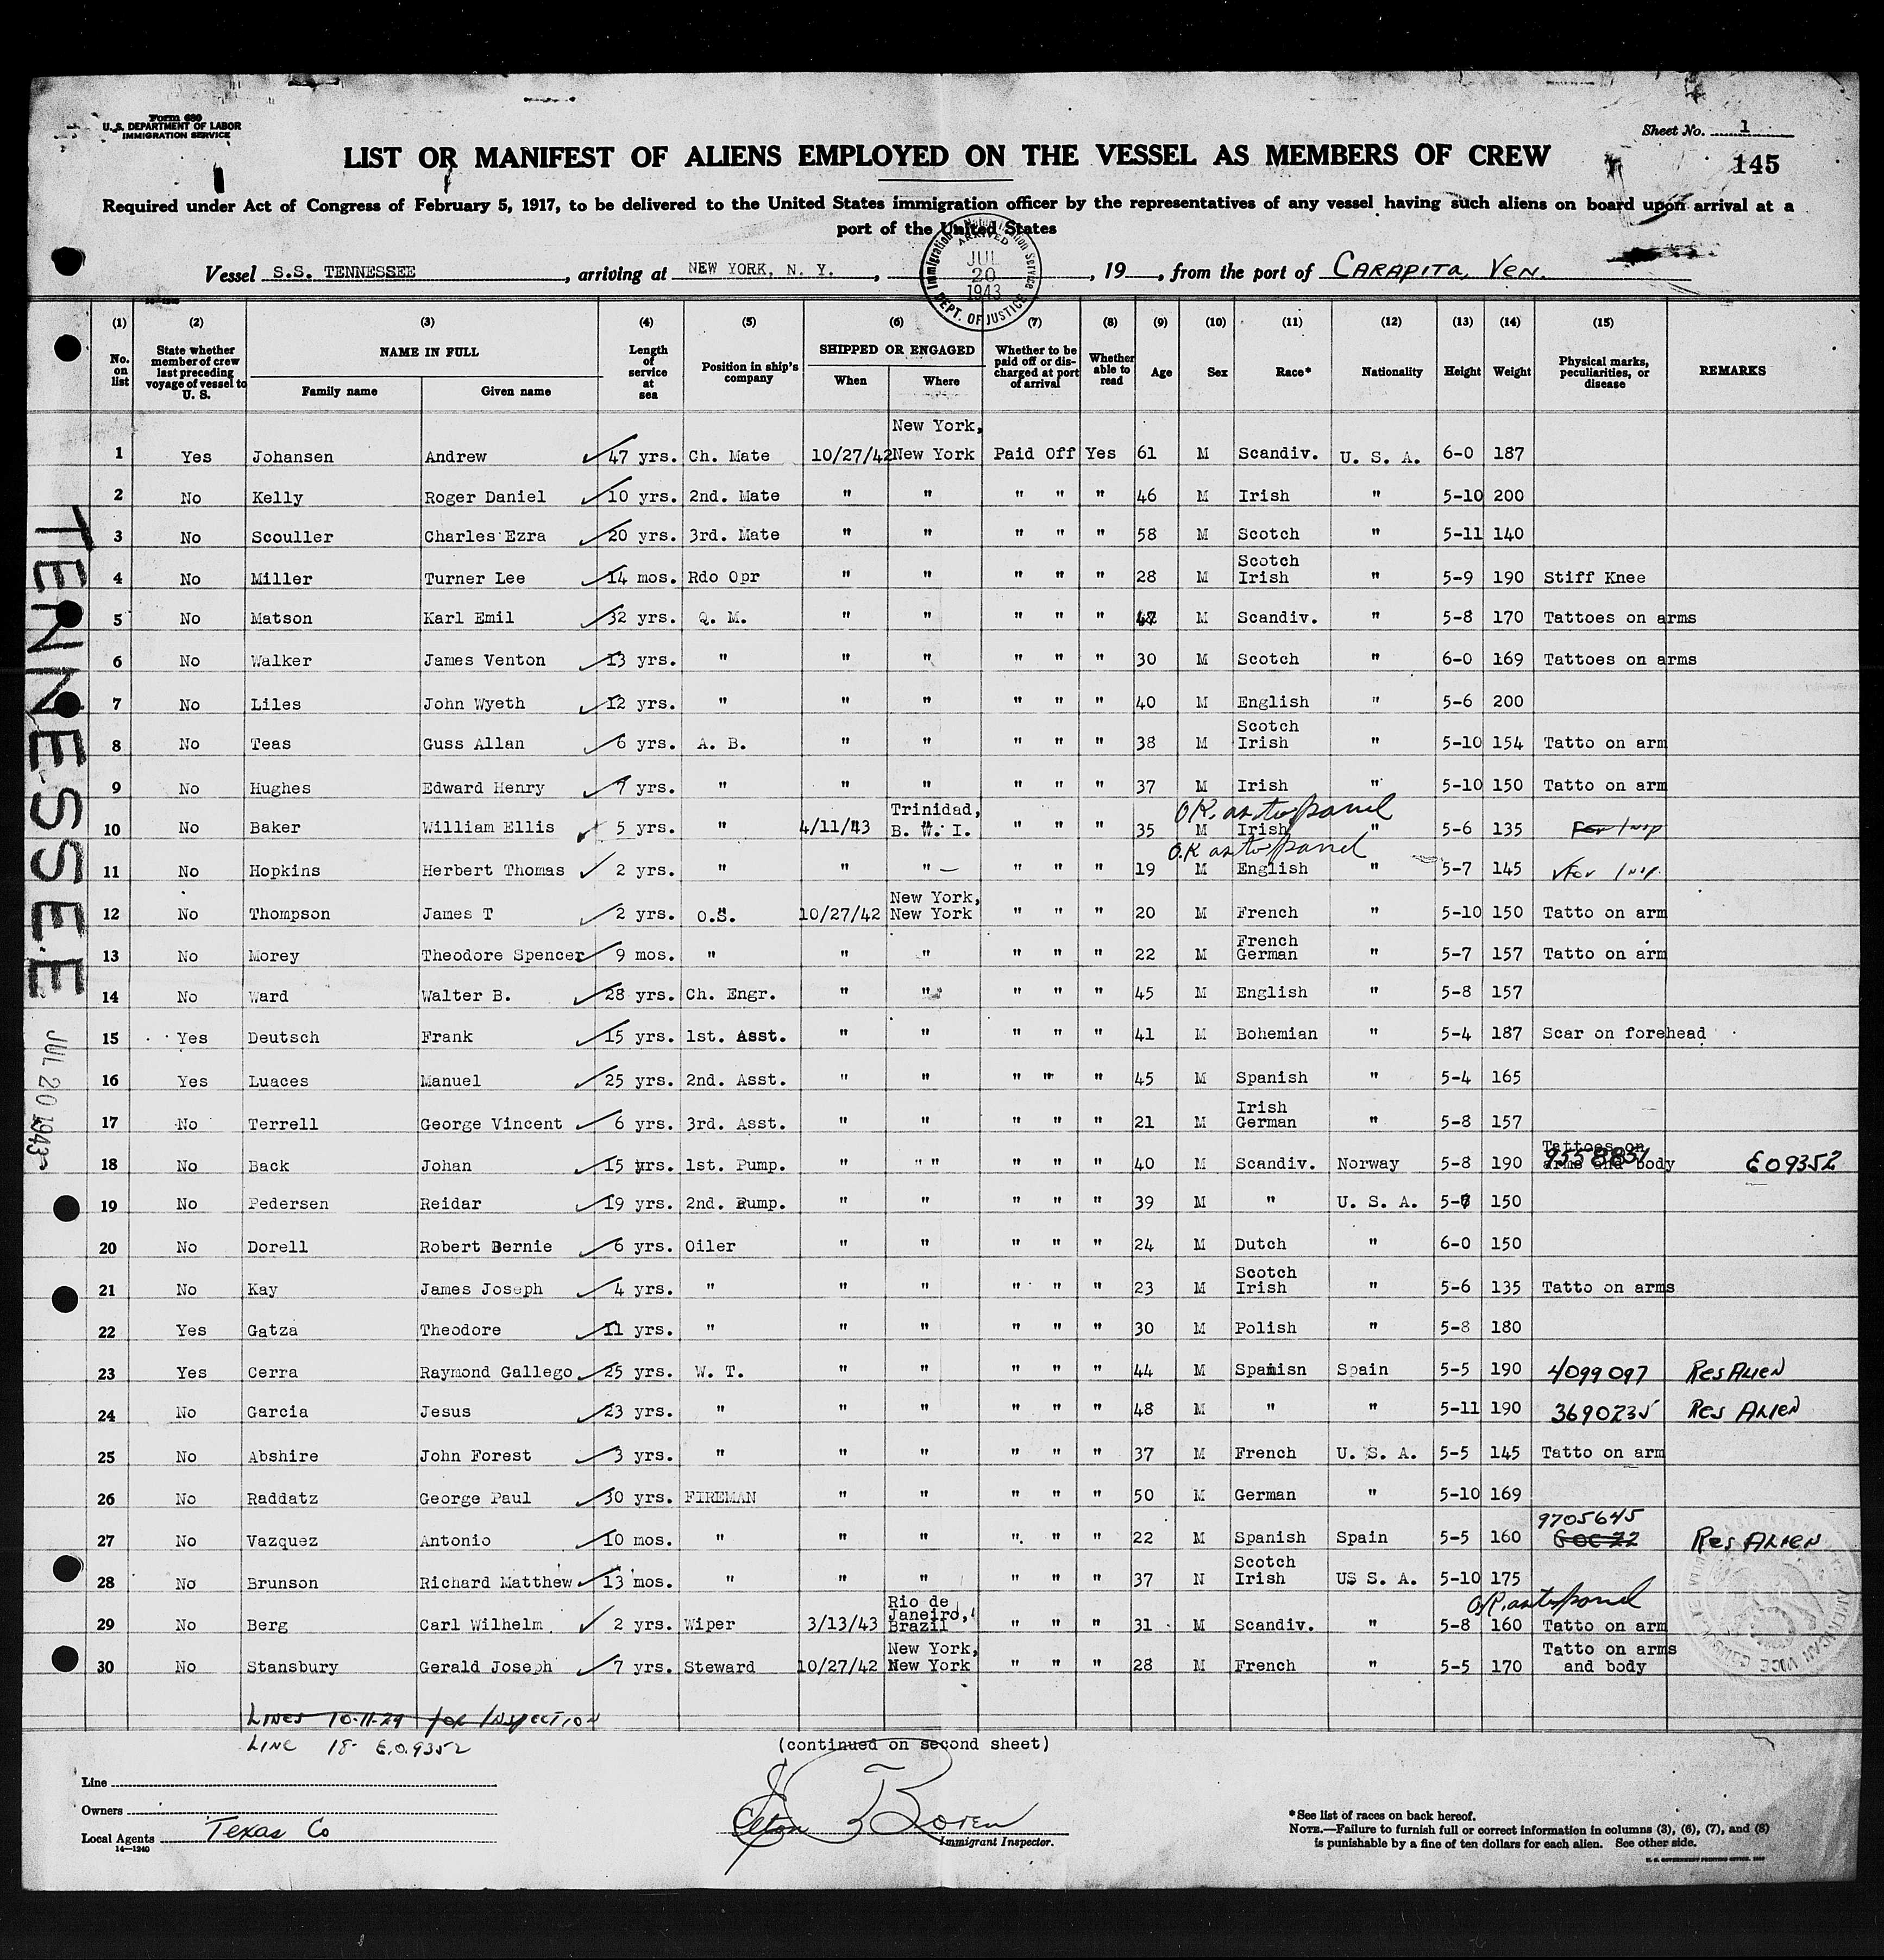 Form 680
U. S. DEPARTMENT OF LABOR
IMMIGRATION SERVICE
Sheet No. 1
LIST OR MANIFEST OF ALIENS EMPLOYED ON THE VESSEL AS MEMBERS OF CREW
145
Required under Act of Congress of February 5, 1917, to be delivered to the United States immigration officer by the representatives of any vessel having such aliens on board upon arrival at a
port of the United States
Vessel S.S. TENNESSEE, arriving at NEW YORK, N. Y., , 19 , from the port of CARAPITA, VEN.
Immigration Service ARRIVED JUL 20 1943 DEPT. OF JUSTICE
(1) (2) (3) (4) (5) (6) (7) (8) (9) (10) (11) (12) (13) (14) (15)
No. on list State whether member of crew last preceding voyage of vessel to U. S. NAME IN FULL Family name Given name Length of service at sea Position in ship's company SHIPPED OR ENGAGED When Where Whether to be paid off or discharged at port of arrival Whether able to read Age Sex Race* Nationality Height Weight Physical marks, peculiarities, or disease REMARKS
1 Yes Johansen Andrew 47 yrs. Ch. Mate 10/27/42 New York, New York Paid Off Yes 61 M Scandiv. U. S. A. 6-0 187
2 No Kelly Roger Daniel 10 yrs. 2nd. Mate " " " " " 46 M Irish " 5-10 200
3 No Scouller Charles Ezra 20 yrs. 3rd. Mate " " " " " 58 M Scotch " 5-11 140
4 No Miller Turner Lee 14 mos. Rdo Opr " " " " " 28 M Scotch Irish " 5-9 190 Stiff Knee
5 No Matson Karl Emil 32 yrs. Q. M. " " " " " M Scandiv. " 5-8 170 Tattoes on arms
6 No Walker James Venton 13 yrs. " " " " " " 30 M Scotch " 6-0 169 Tattoes on arms
7 No Liles John Wyeth 12 yrs. " " " " " " 40 M English " 5-6 200
8 No Teas Guss Allan 6 yrs. A. B. " " " " " 38 M Scotch Irish " 5-10 154 Tatto on arm
9 No Hughes Edward Henry 7 yrs. " " " " " " 37 M Irish " 5-10 150 Tatto on arm
OK. as to panel
10 No Baker William Ellis 5 yrs. " 4/11/43 Trinidad, B. W. I. " " " 35 M Irish " 5-6 135 For Insp
O.K as to panel
11 No Hopkins Herbert Thomas 2 yrs. " " " " " " 19 M English " 5-7 145 For Insp.
12 No Thompson James T 2 yrs. O.S. 10/27/42 New York, New York " " " 20 M French " 5-10 150 Tatto on arm
13 No Morey Theodore Spencer 9 mos. " " " " " " 22 M French German " 5-7 157 Tatto on arm
14 No Ward Walter B. 28 yrs. Ch. Engr. " " " " " 45 M English " 5-8 157
15 Yes Deutsch Frank 15 yrs. 1st. Asst. " " " " " 41 M Bohemian " 5-4 187 Scar on forehead
16 Yes Luaces Manuel 25 yrs. 2nd. Asst. " " " " " 45 M Spanish " 5-4 165
17 No Terrell George Vincent 6 yrs. 3rd. Asst. " " " " " 21 M Irish German " 5-8 157
18 No Back Johan 15 yrs. 1st. Pump. " " " " " " 40 M Scandiv. Norway 5-8 190 Tattoes on arms and body EO9352
19 No Pedersen Reidar 19 yrs. 2nd. Pump. " " " " " 39 M " U. S. A. 150
20 No Dorell Robert Bernie 6 yrs. Oiler " " " " " 24 M Dutch " 6-0 150
21 No Kay James Joseph 4 yrs. " " " " " " 23 M Scotch Irish " 5-6 135 Tatto on arms
22 Yes Gatza Theodore 11 yrs. " " " " " " 30 M Polish " 5-8 180
23 Yes Cerra Raymond Gallego 25 yrs. W. T. " " " " " 44 M Spanisn Spain 5-5 190 4099097 Res Alien
24 No Garcia Jesus 23 yrs. " " " " " " 48 M " " 5-11 190 3690235 Res Alien
25 No Abshire John Forest 3 yrs. " " " " " " 37 M French U. S. A. 5-5 145 Tatto on arm
26 No Raddatz George Paul 30 yrs. FIREMAN " " " " " 50 M German " 5-10 169
27 No Vazquez Antonio 10 mos. " " " " " " 22 M Spanish Spain 5-5 160 9705645 Res Alien
28 No Brunson Richard Matthew 13 mos. " " " " " " 37 N Scotch Irish US S. A. 5-10 175
OK. as to panel
29 No Berg Carl Wilhelm 2 yrs. Wiper 3/13/43 Rio de Janeiro, Brazil " " " 31 M Scandiv. " 5-8 160 Tatto on arm
30 No Stansbury Gerald Joseph 7 yrs. Steward 10/27/42 New York, New York " " " 28 M French " 5-5 170 Tatto on arms and body
LINES 10-11-29 for INSPECTION
LINE 18- E.O.9352
(continued on second sheet)
Line
Owners
Local Agents Texas Co
14—1240
Immigrant Inspector.
*See list of races on back hereof.
NOTE.—Failure to furnish full or correct information in columns (3), (6), (7), and (8)
is punishable by a fine of ten dollars for each alien. See other side.
TENNESSEE
JUL 20 1943